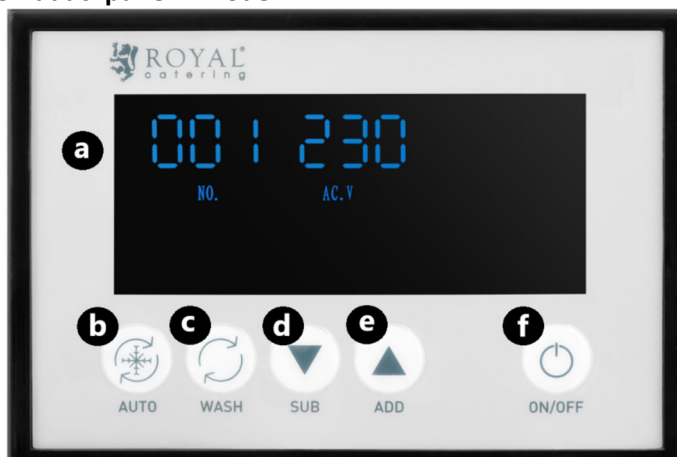 ROYAL®
catering
a
001 230
NO. AC.V
b c d e f
AUTO WASH SUB ADD ON/OFF